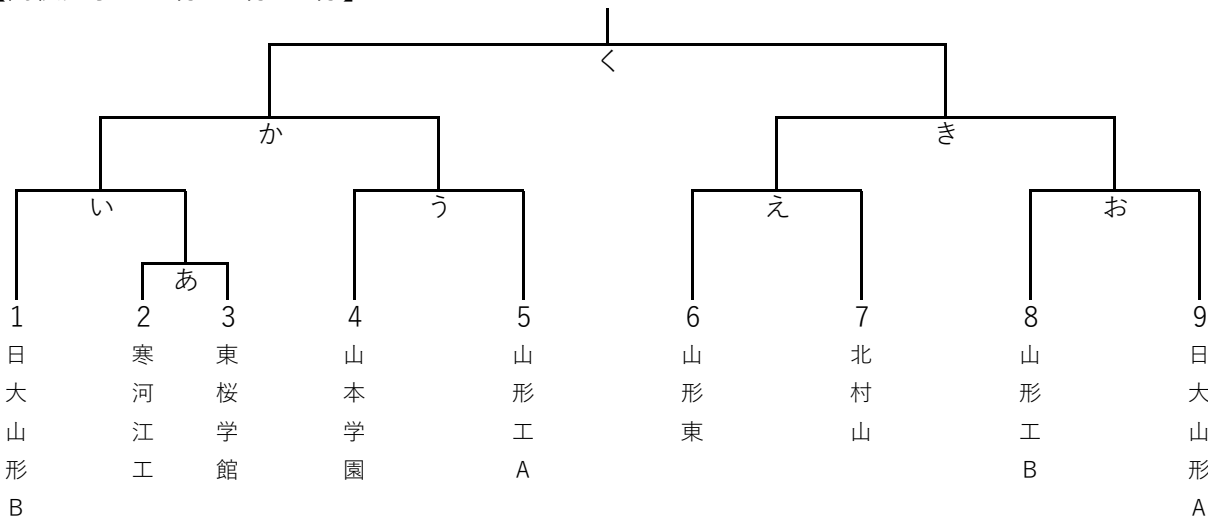 く
か
き
い
う
え
お
あ
1
2
3
4
5
6
7
8
9
日大山形B
寒河江工
東桜学館
山本学園
山形工A
山形東
北村山
山形工B
日大山形A